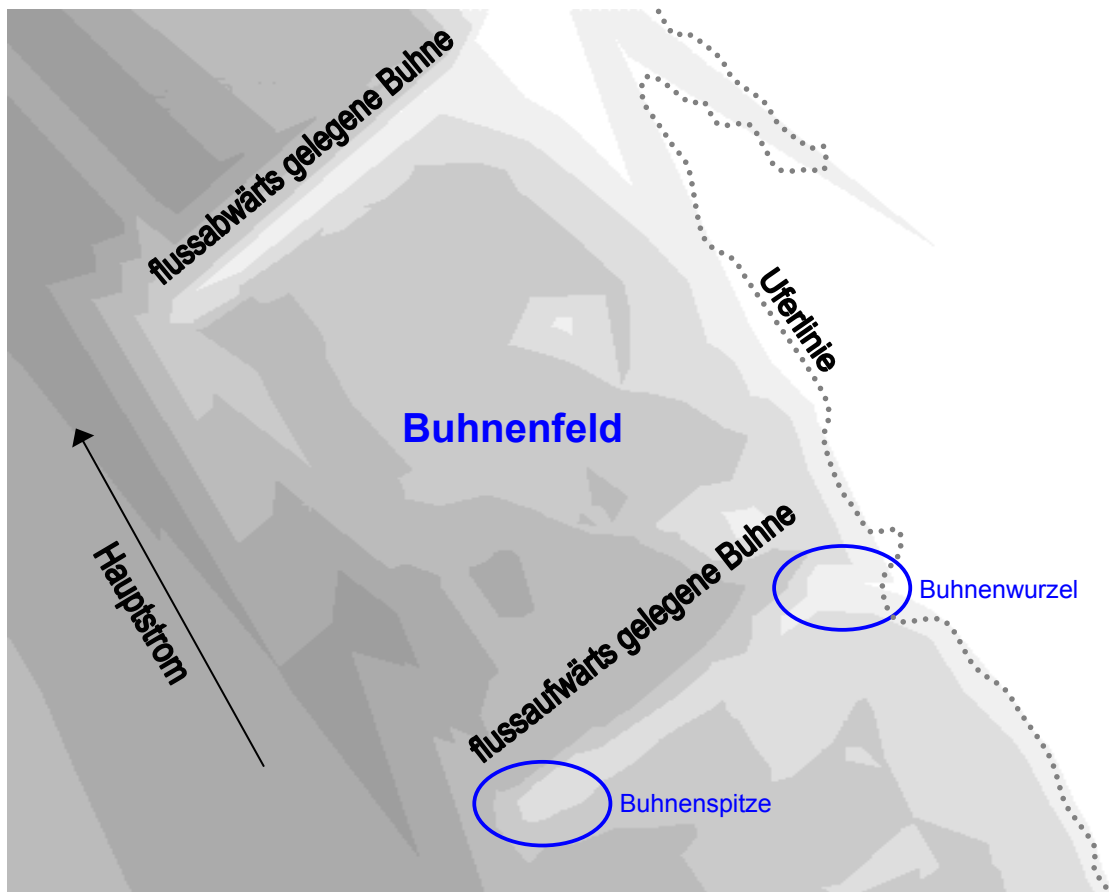 flussabwärts gelegene Buhne
Uferlinie
Buhnenfeld
Hauptstrom
flussaufwärts gelegene Buhne
Buhnenwurzel
Buhnenspitze